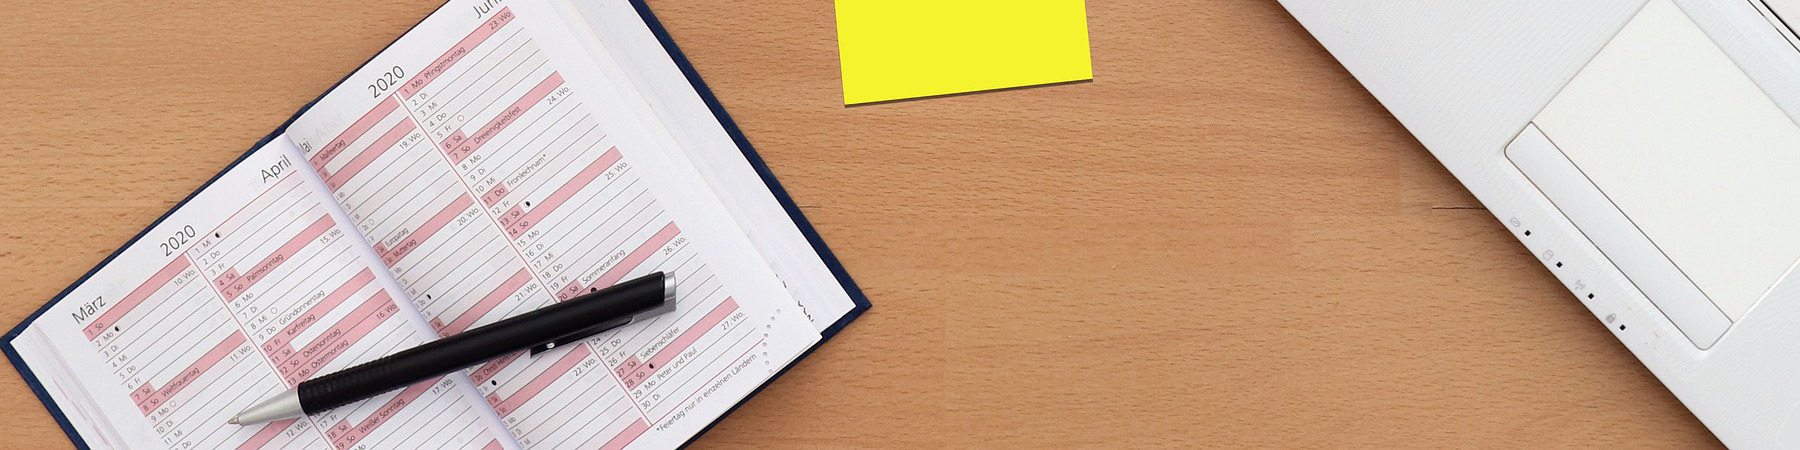 März
2020
April
10. Wo.
1 So
2 Mo
3 Di
4 Mi
5 Do
6 Fr
11. Wo.
7 Sa
8 So Weltfrauentag
9 Mo
10 Di
11 Mi
12. Wo.
1 Mi
2 Do
3 Fr
15. Wo.
4 Sa
5 So Palmsonntag
6 Mo
7 Di
8 Mi
9 Do Gründonnerstag
10 Fr Karfreitag
16. Wo.
11 Sa
12 So Ostersonntag
13 Mo Ostermontag
17 Fr
17. Wo.
18 Sa
19 So Weißer Sonntag
2020
Juni
Maifeiertag
19. Wo.
20. Wo.
Europatag
Muttertag
21. Wo.
22. Wo.
23. Wo.
1 Mo Pfingstmontag
2 Di
3 Mi
4 Do
5 Fr
24. Wo.
6 Sa
7 So Dreieinigkeitsfest
8 Mo
9 Di
10 Mi
11 Do Fronleichnam*
12 Fr
25. Wo.
13 Sa
14 So
15 Mo
16 Di
17 Mi
18 Do
19 Fr
26. Wo.
20 Sa Sommeranfang
25 Do
26 Fr
27. Wo.
27 Sa Siebenschläfer
28 So
29 Mo Peter und Paul
30 Di
*Feiertag nur in einzelnen Ländern